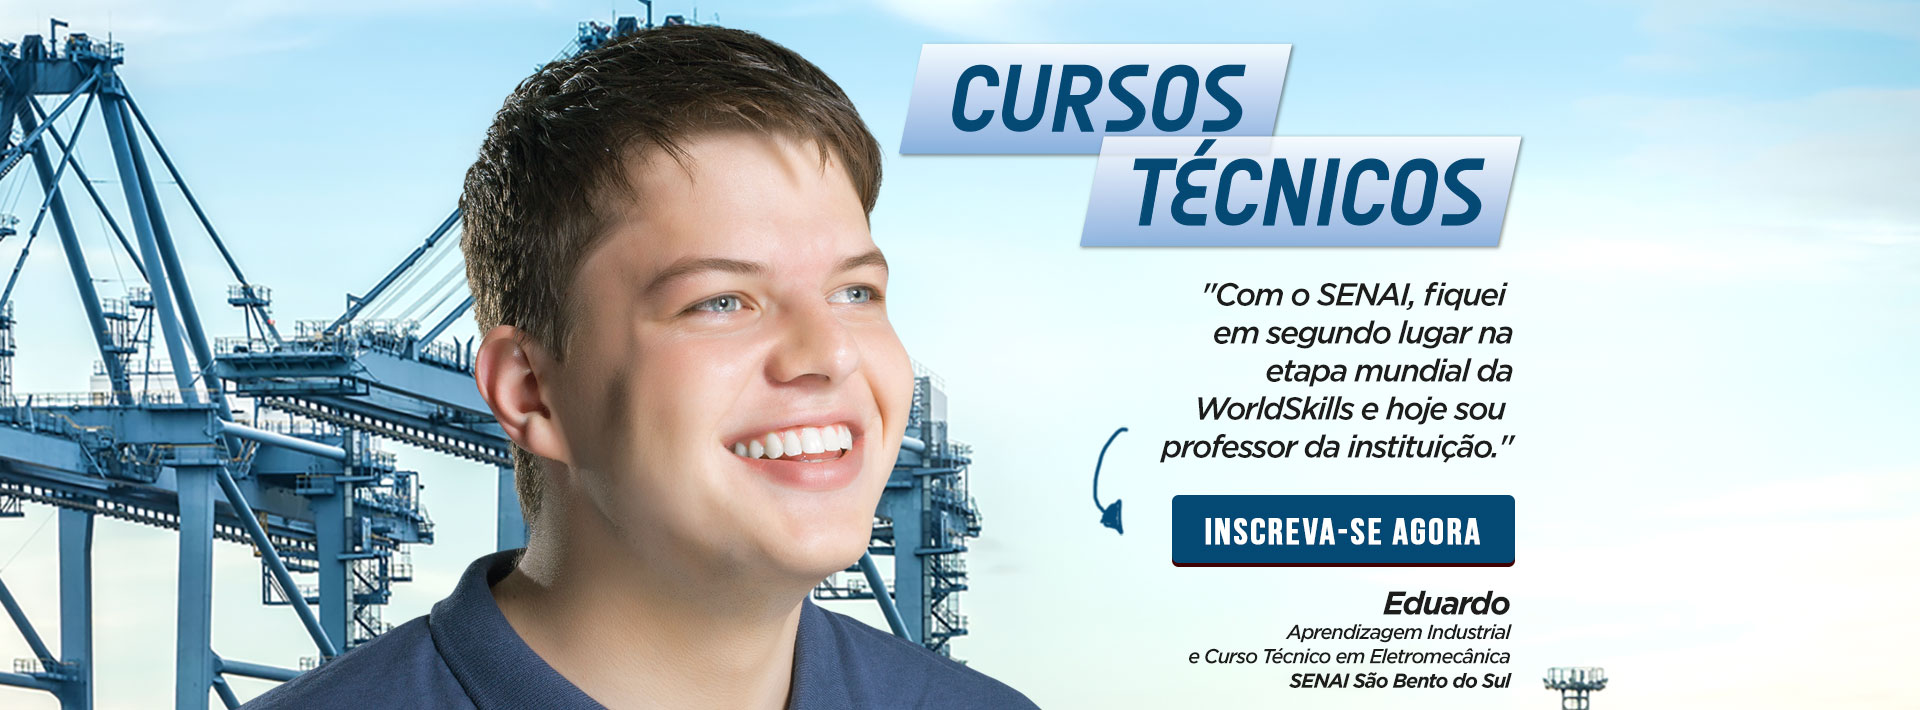 CURSOS
TÉCNICOS
"Com o SENAI, fiquei
em segundo lugar na
etapa mundial da
WorldSkills e hoje sou
professor da instituição."
INSCREVA-SE AGORA
Eduardo
Aprendizagem Industrial
e Curso Técnico em Eletromecânica
SENAI São Bento do Sul